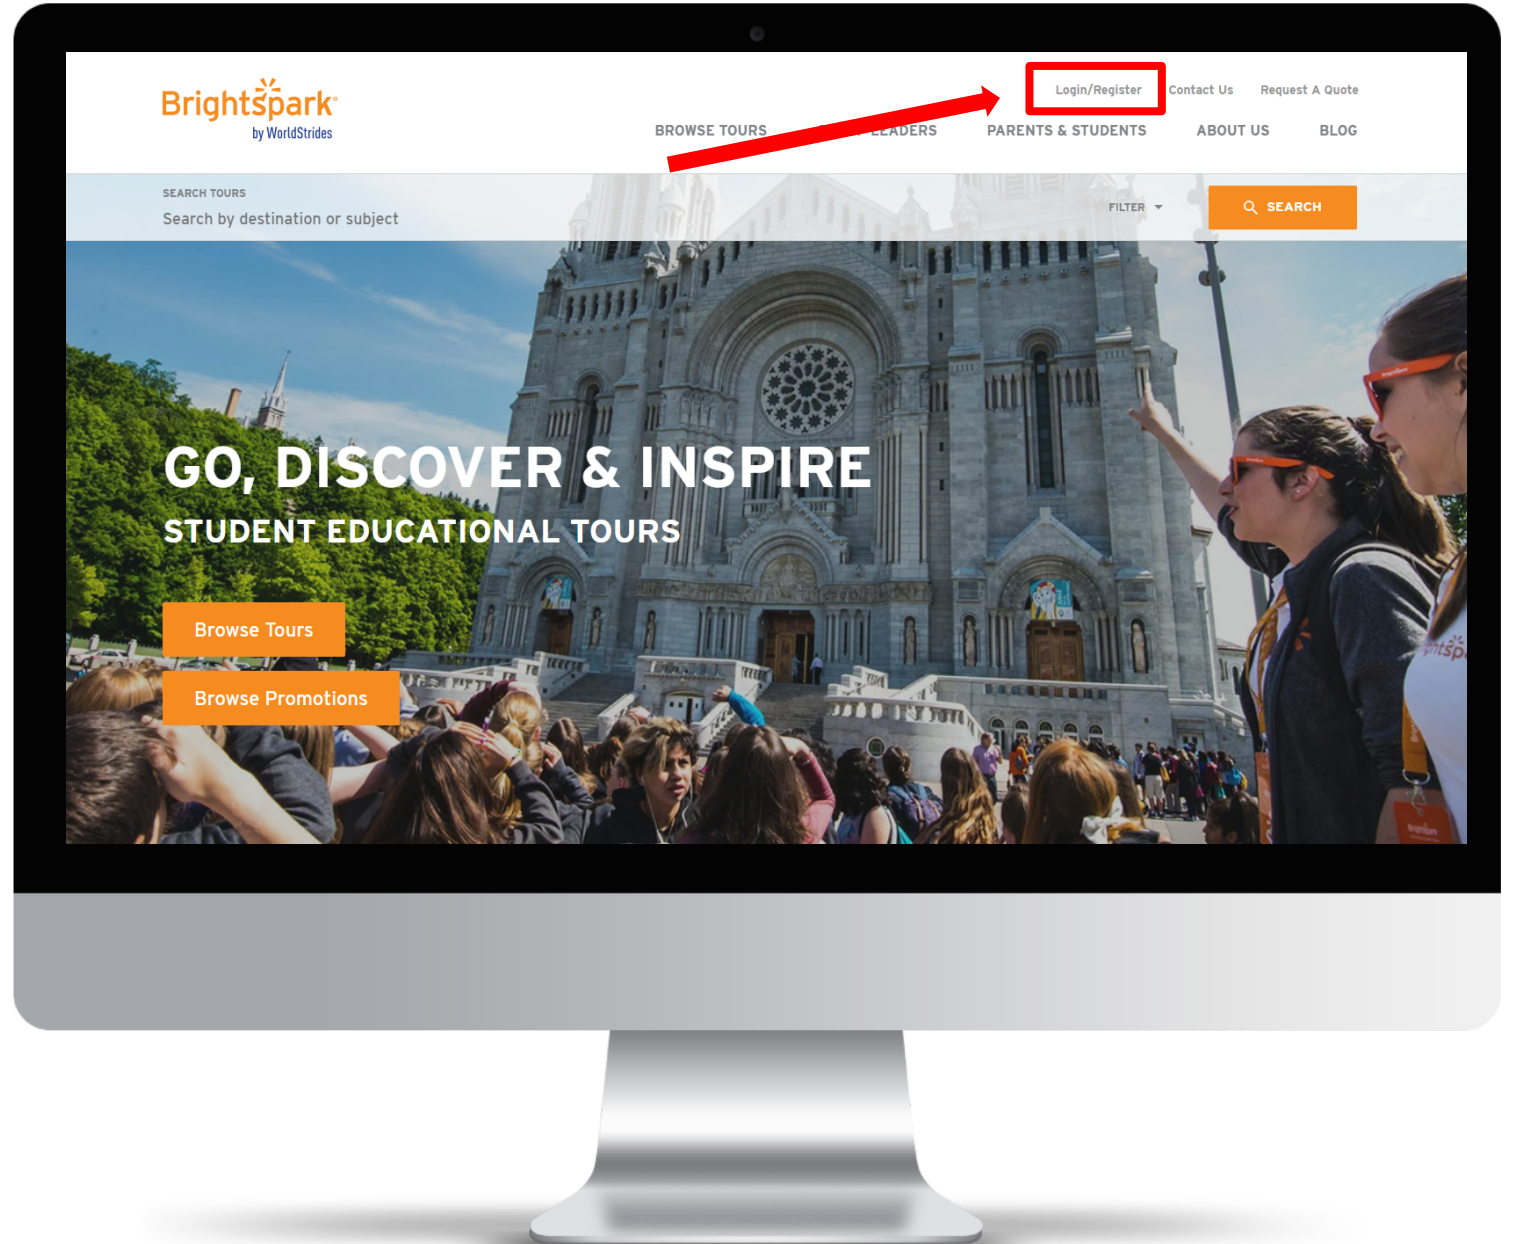 Brightspark
by WorldStrides
Login/Register Contact Us Request A Quote
BROWSE TOURS LEADERS PARENTS & STUDENTS ABOUT US BLOG
SEARCH TOURS
Search by destination or subject
FILTER
SEARCH
GO, DISCOVER & INSPIRE
STUDENT EDUCATIONAL TOURS
Browse Tours
Browse Promotions